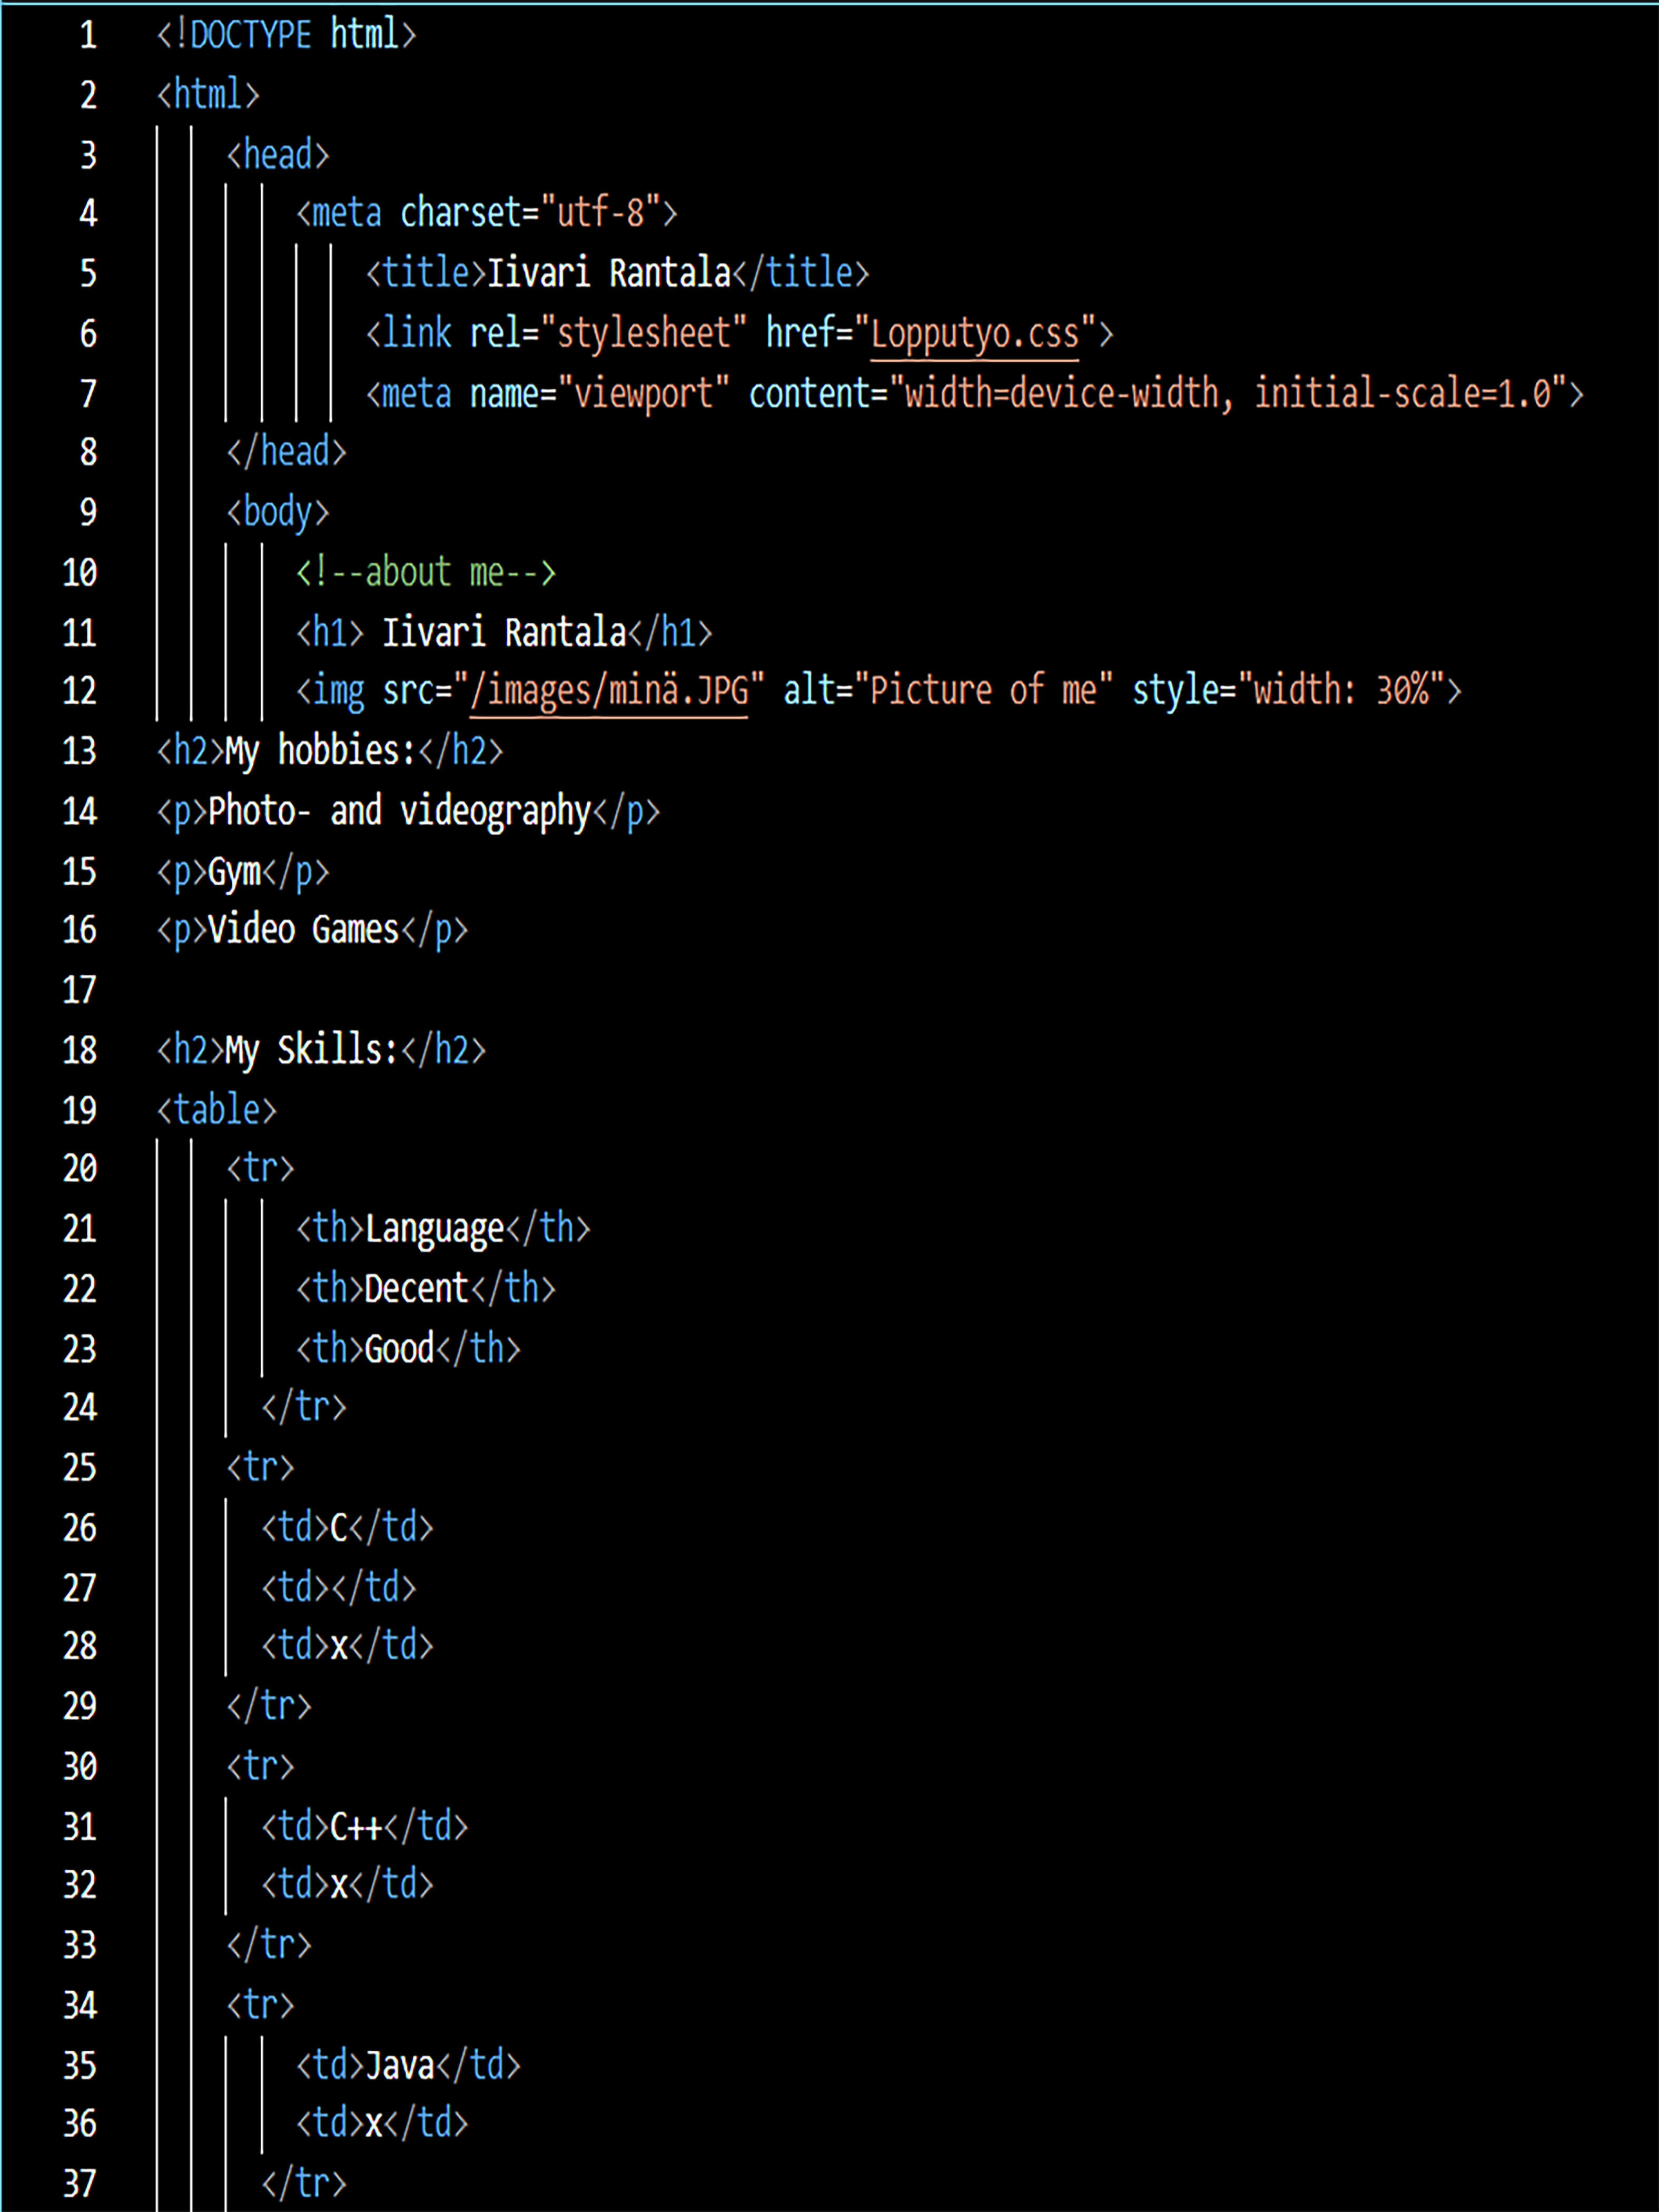 1 <!DOCTYPE html>
2 <html>
3 <head>
4 <meta charset="utf-8">
5 <title>Iivari Rantala</title>
6 <link rel="stylesheet" href="Lopputyo.css">
7 <meta name="viewport" content="width=device-width, initial-scale=1.0">
8 </head>
9 <body>
10 <!--about me-->
11 <h1> Iivari Rantala</h1>
12 <img src="/images/minä.JPG" alt="Picture of me" style="width: 30%">
13 <h2>My hobbies:</h2>
14 <p>Photo- and videography</p>
15 <p>Gym</p>
16 <p>Video Games</p>
17
18 <h2>My Skills:</h2>
19 <table>
20 <tr>
21 <th>Language</th>
22 <th>Decent</th>
23 <th>Good</th>
24 </tr>
25 <tr>
26 <td>C</td>
27 <td></td>
28 <td>x</td>
29 </tr>
30 <tr>
31 <td>C++</td>
32 <td>x</td>
33 </tr>
34 <tr>
35 <td>Java</td>
36 <td>x</td>
37 </tr>